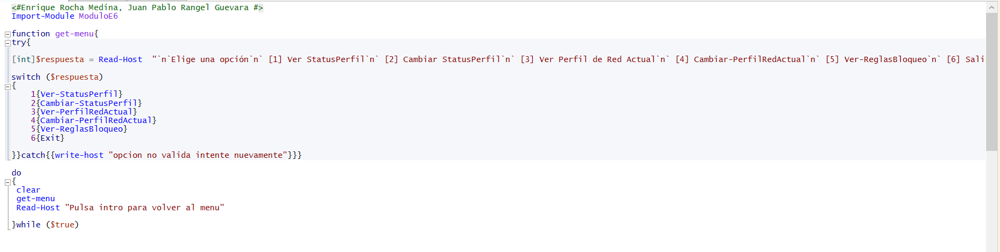 <#Enrique Rocha Medina, Juan Pablo Rangel Guevara #>
Import-Module ModuloE6
function get-menu{
try{
[int]$respuesta = Read-Host  "`n`Elige una opción`n` [1] Ver StatusPerfil`n` [2] Cambiar StatusPerfil`n` [3] Ver Perfil de Red Actual`n` [4] Cambiar-PerfilRedActual`n` [5] Ver-ReglasBloqueo`n` [6] Sali
switch ($respuesta)
{
1{Ver-StatusPerfil}
2{Cambiar-StatusPerfil}
3{Ver-PerfilRedActual}
4{Cambiar-PerfilRedActual}
5{Ver-ReglasBloqueo}
6{Exit}
}}catch{{write-host "opcion no valida intente nuevamente"}}}
do
{
clear
get-menu
Read-Host "Pulsa intro para volver al menu"
}while ($true)